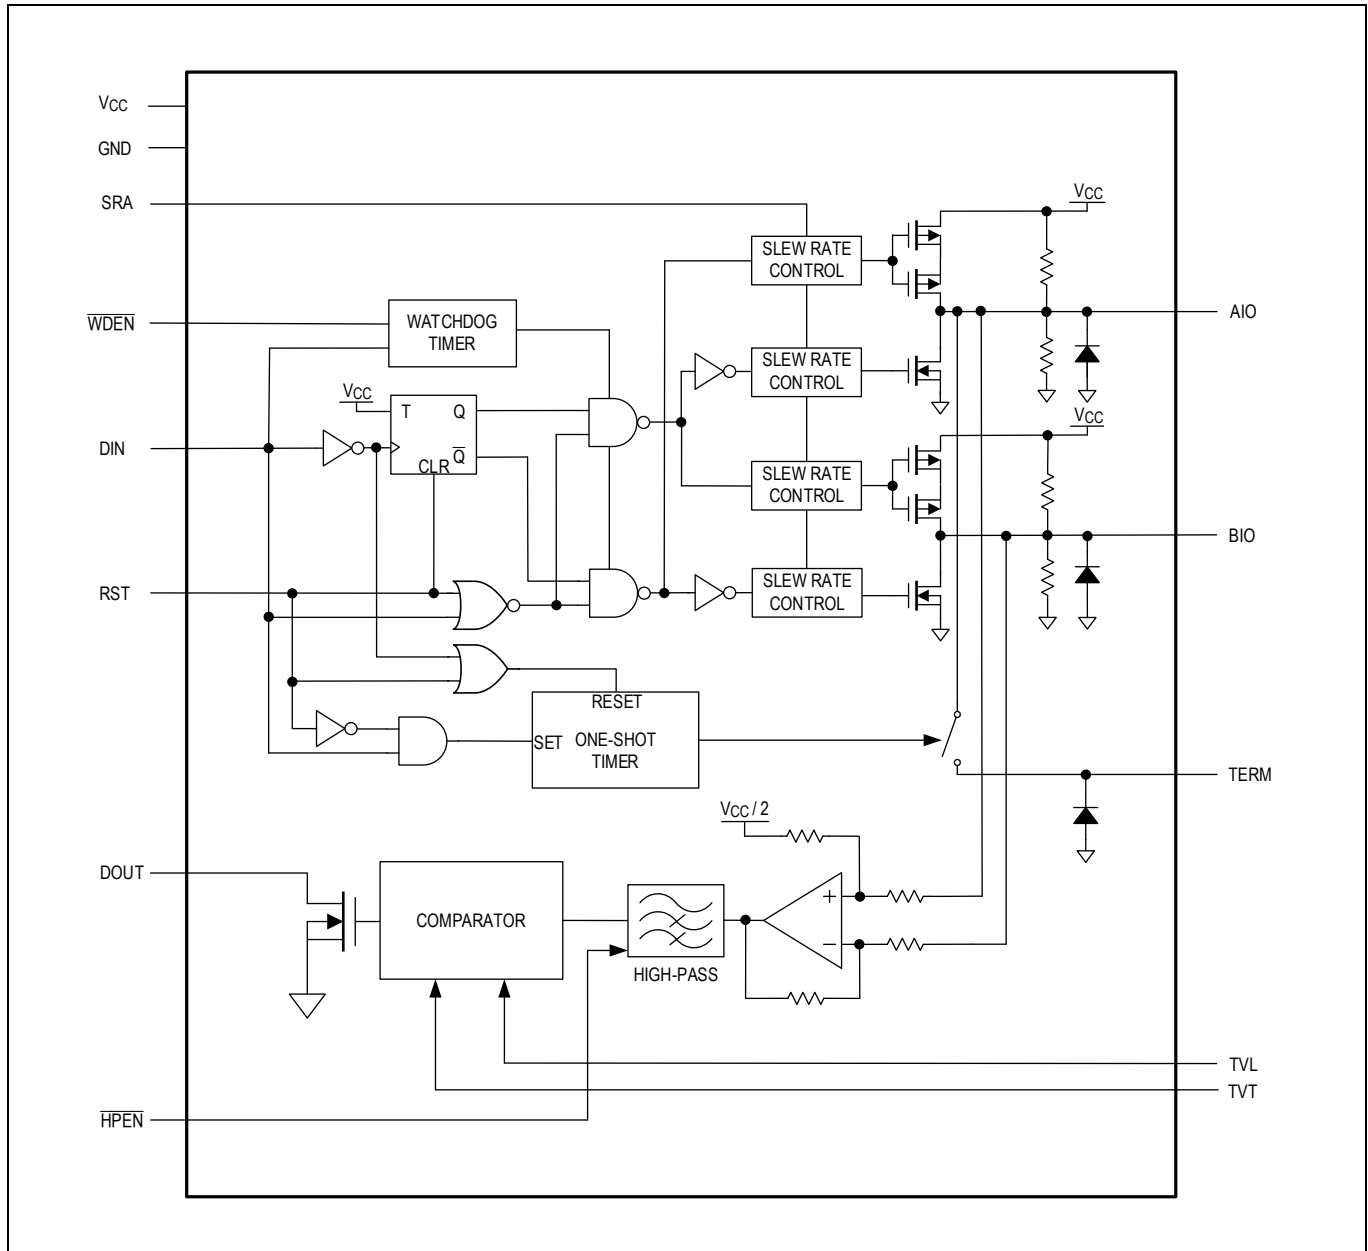 VCC
GND
SRA
VCC
SLEW RATE
CONTROL
WDEN
WATCHDOG
TIMER
AIO
SLEW RATE
CONTROL
VCC
T
Q
VCC
DIN
CLR
Q
SLEW RATE
CONTROL
BIO
RST
SLEW RATE
CONTROL
RESET
SET
ONE-SHOT
TIMER
TERM
VCC / 2
DOUT
COMPARATOR
+
−
HIGH-PASS
TVL
TVT
HPEN